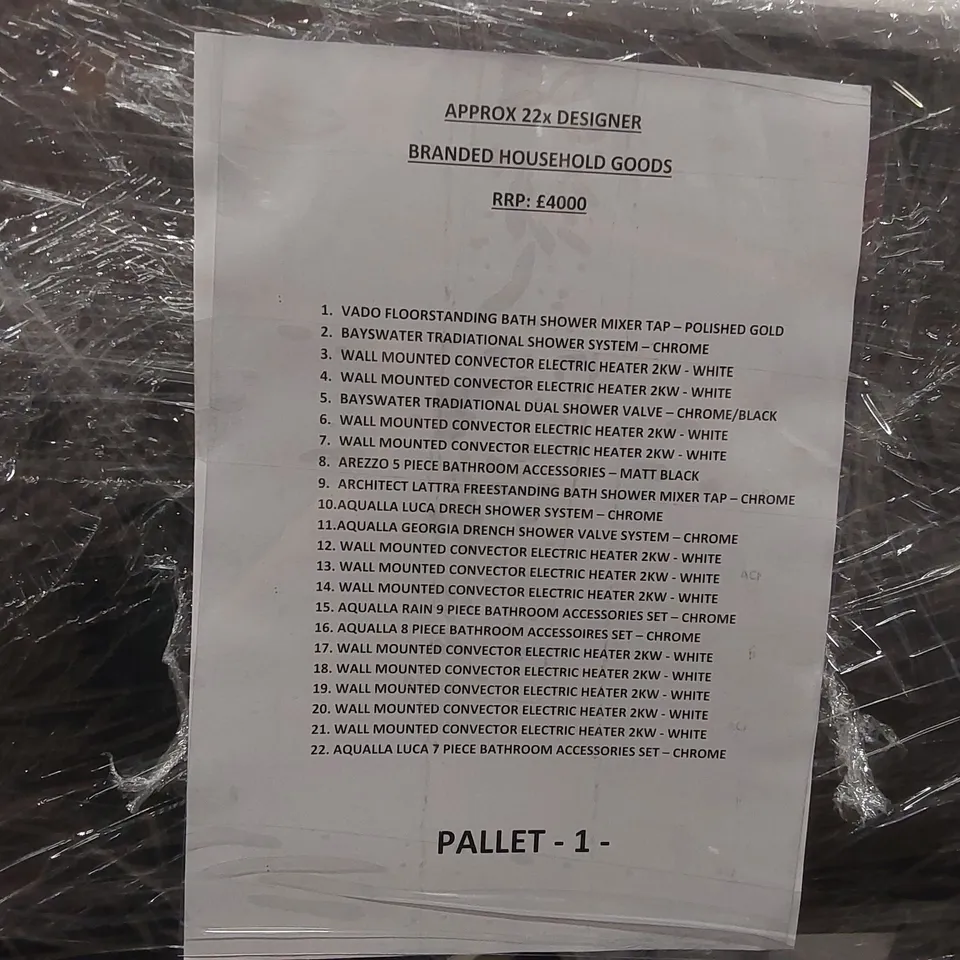 APPROX 22x DESIGNER
BRANDED HOUSEHOLD GOODS
RRP: £4000
1. VADO FLOORSTANDING BATH SHOWER MIXER TAP – POLISHED GOLD
2. BAYSWATER TRADIATIONAL SHOWER SYSTEM – CHROME
3. WALL MOUNTED CONVECTOR ELECTRIC HEATER 2KW - WHITE
4. WALL MOUNTED CONVECTOR ELECTRIC HEATER 2KW - WHITE
5. BAYSWATER TRADIATIONAL DUAL SHOWER VALVE – CHROME/BLACK
6. WALL MOUNTED CONVECTOR ELECTRIC HEATER 2KW - WHITE
7. WALL MOUNTED CONVECTOR ELECTRIC HEATER 2KW - WHITE
8. AREZZO 5 PIECE BATHROOM ACCESSORIES – MATT BLACK
9. ARCHITECT LATTRA FREESTANDING BATH SHOWER MIXER TAP – CHROME
10.AQUALLA LUCA DRECH SHOWER SYSTEM – CHROME
11.AQUALLA GEORGIA DRENCH SHOWER VALVE SYSTEM – CHROME
12. WALL MOUNTED CONVECTOR ELECTRIC HEATER 2KW - WHITE
13. WALL MOUNTED CONVECTOR ELECTRIC HEATER 2KW - WHITE
14. WALL MOUNTED CONVECTOR ELECTRIC HEATER 2KW - WHITE
15. AQUALLA RAIN 9 PIECE BATHROOM ACCESSORIES SET – CHROME
16. AQUALLA 8 PIECE BATHROOM ACCESSOIRES SET – CHROME
17. WALL MOUNTED CONVECTOR ELECTRIC HEATER 2KW - WHITE
18. WALL MOUNTED CONVECTOR ELECTRIC HEATER 2KW - WHITE
19. WALL MOUNTED CONVECTOR ELECTRIC HEATER 2KW - WHITE
20. WALL MOUNTED CONVECTOR ELECTRIC HEATER 2KW - WHITE
21. WALL MOUNTED CONVECTOR ELECTRIC HEATER 2KW - WHITE
22. AQUALLA LUCA 7 PIECE BATHROOM ACCESSORIES SET – CHROME
PALLET - 1 -